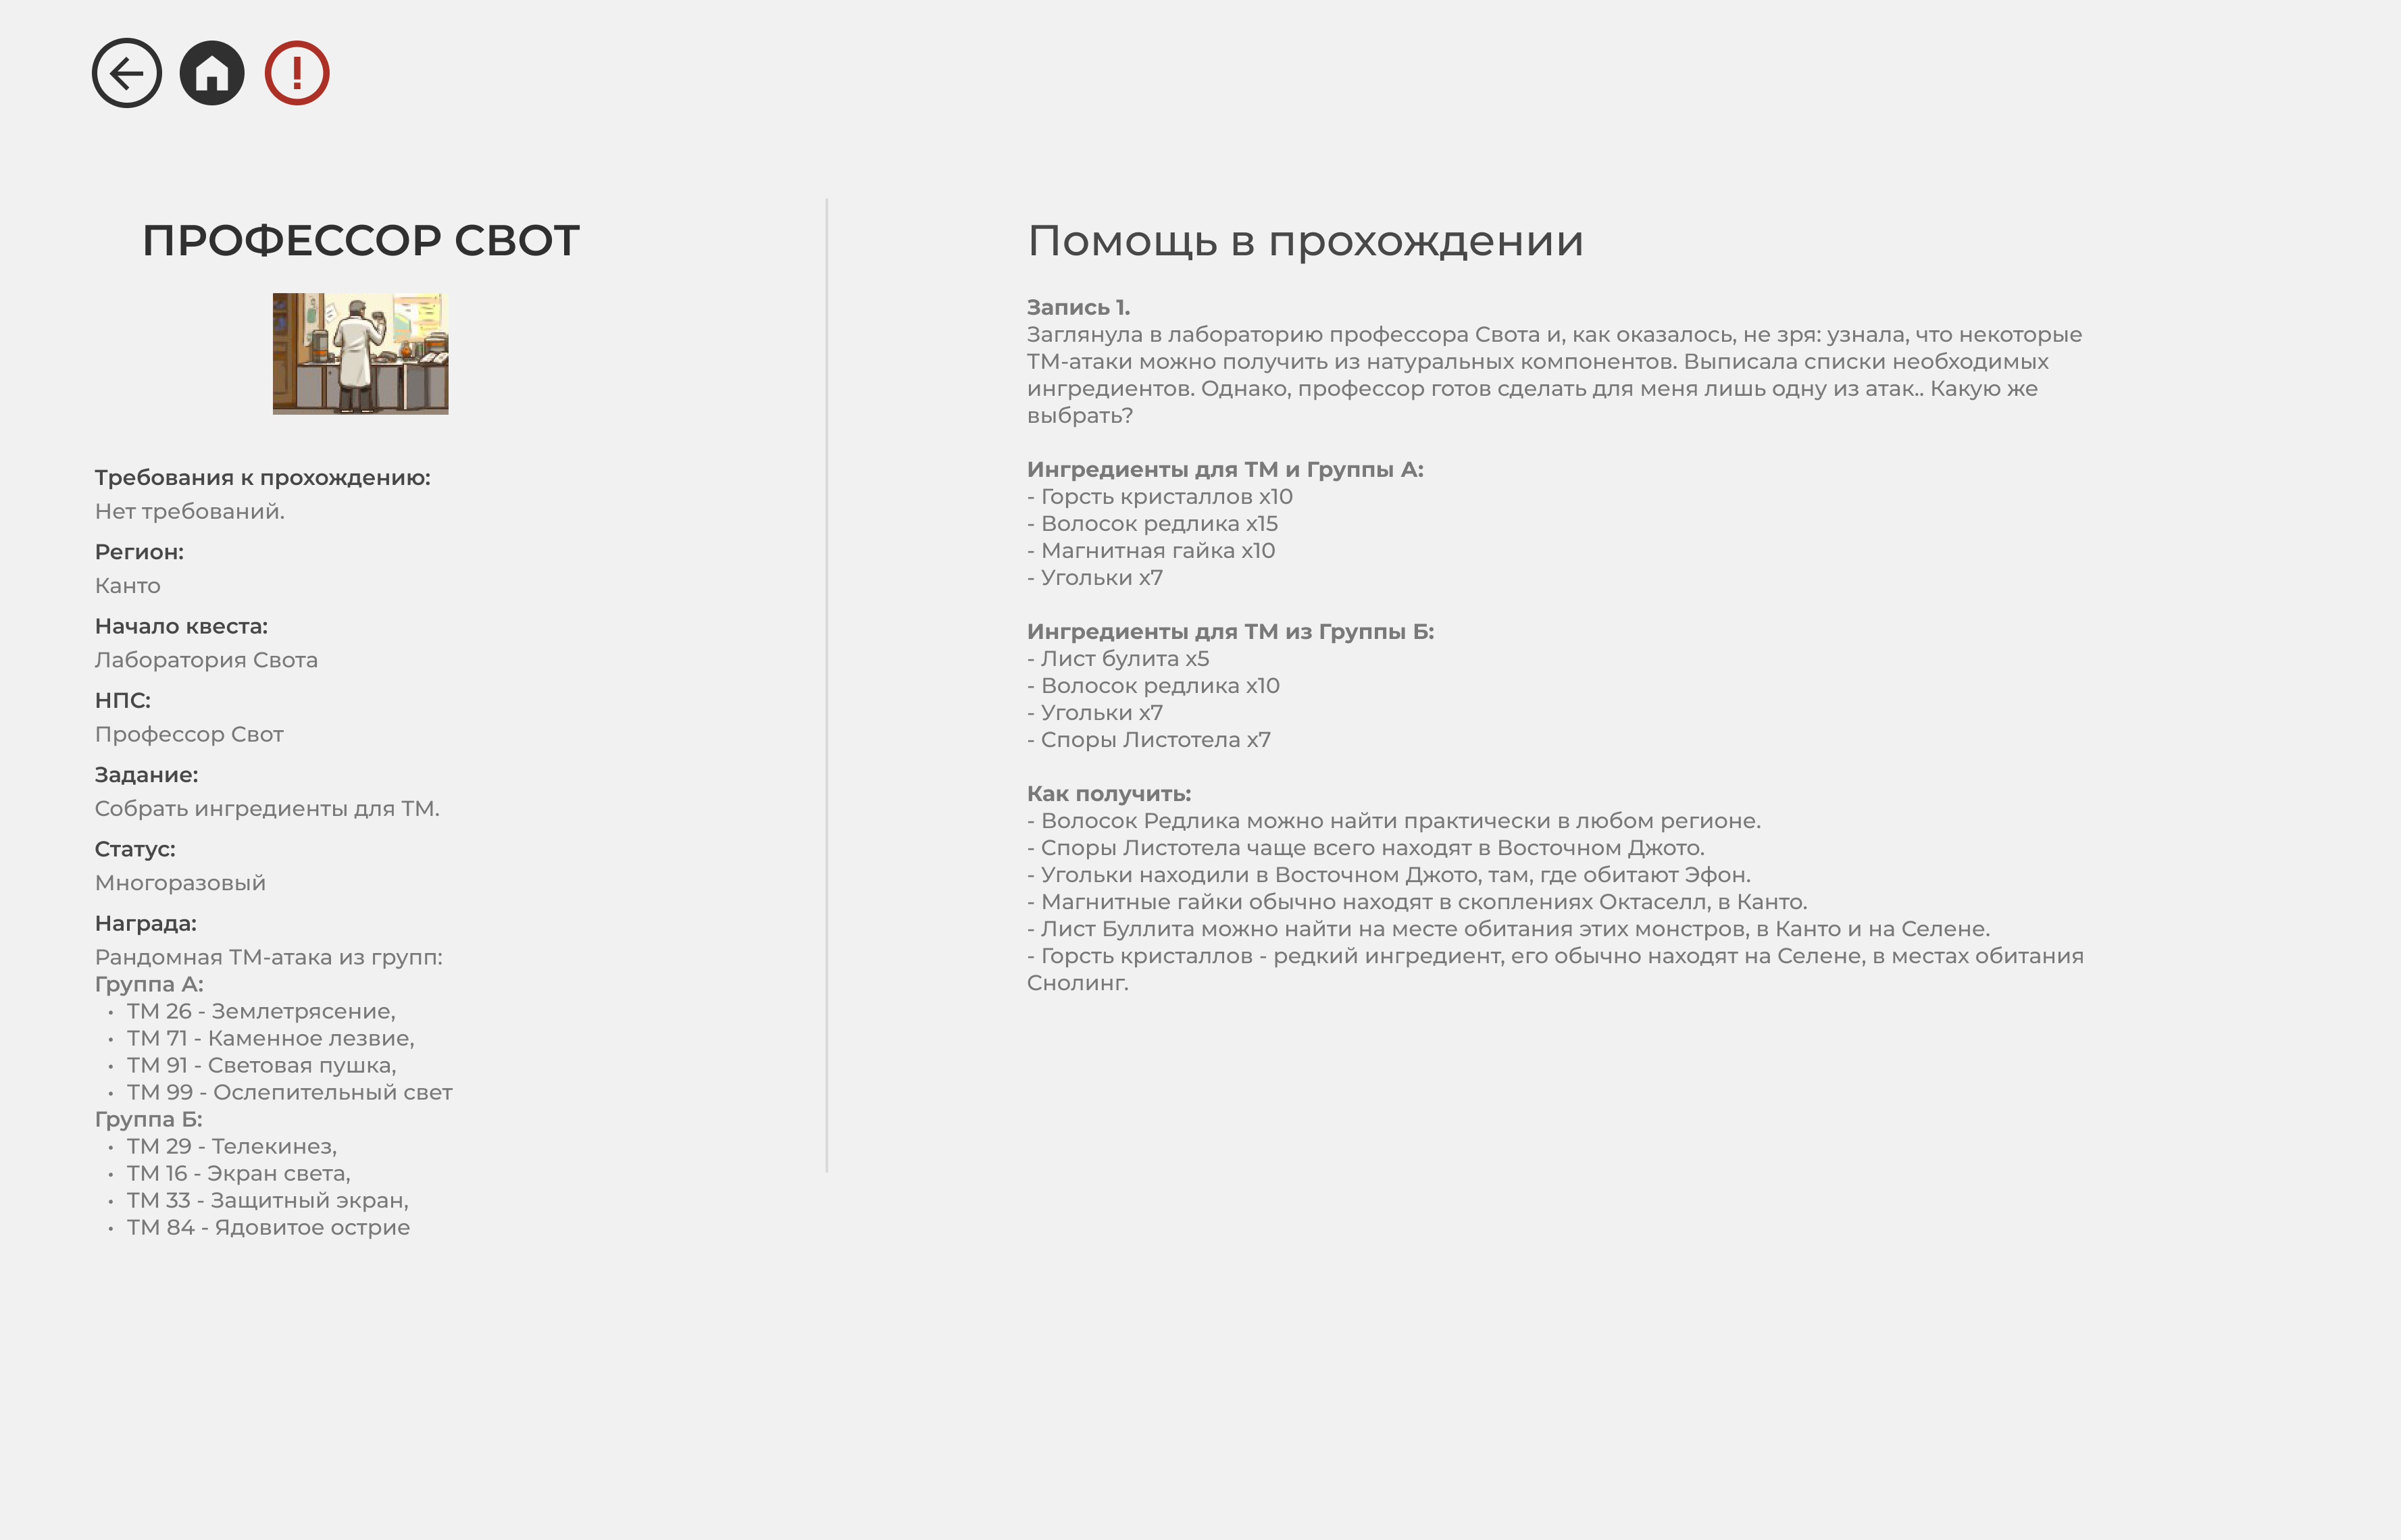 ПРОФЕССОР СВОТ
Требования к прохождению:
Нет требований.
Регион:
Канто
Начало квеста:
Лаборатория Свота
НПС:
Профессор Свот
Задание:
Собрать ингредиенты для ТМ.
Статус:
Многоразовый
Награда:
Рандомная ТМ-атака из групп:
Группа А:
• ТМ 26 - Землетрясение,
• ТМ 71 - Каменное лезвие,
• ТМ 91 - Световая пушка,
• ТМ 99 - Ослепительный свет
Группа Б:
• ТМ 29 - Телекинез,
• ТМ 16 - Экран света,
• ТМ 33 - Защитный экран,
• ТМ 84 - Ядовитое острие
Помощь в прохождении
Запись 1.
Заглянула в лабораторию профессора Свота и, как оказалось, не зря: узнала, что некоторые
ТМ-атаки можно получить из натуральных компонентов. Выписала списки необходимых
ингредиентов. Однако, профессор готов сделать для меня лишь одну из атак.. Какую же
выбрать?
Ингредиенты для ТМ и Группы А:
- Горсть кристаллов х10
- Волосок редлика х15
- Магнитная гайка х10
- Угольки х7
Ингредиенты для ТМ из Группы Б:
- Лист булита х5
- Волосок редлика х10
- Угольки х7
- Споры Листотела х7
Как получить:
- Волосок Редлика можно найти практически в любом регионе.
- Споры Листотела чаще всего находят в Восточном Джото.
- Угольки находили в Восточном Джото, там, где обитают Эфон.
- Магнитные гайки обычно находят в скоплениях Октаселл, в Канто.
- Лист Буллита можно найти на месте обитания этих монстров, в Канто и на Селене.
- Горсть кристаллов - редкий ингредиент, его обычно находят на Селене, в местах обитания
Снолинг.